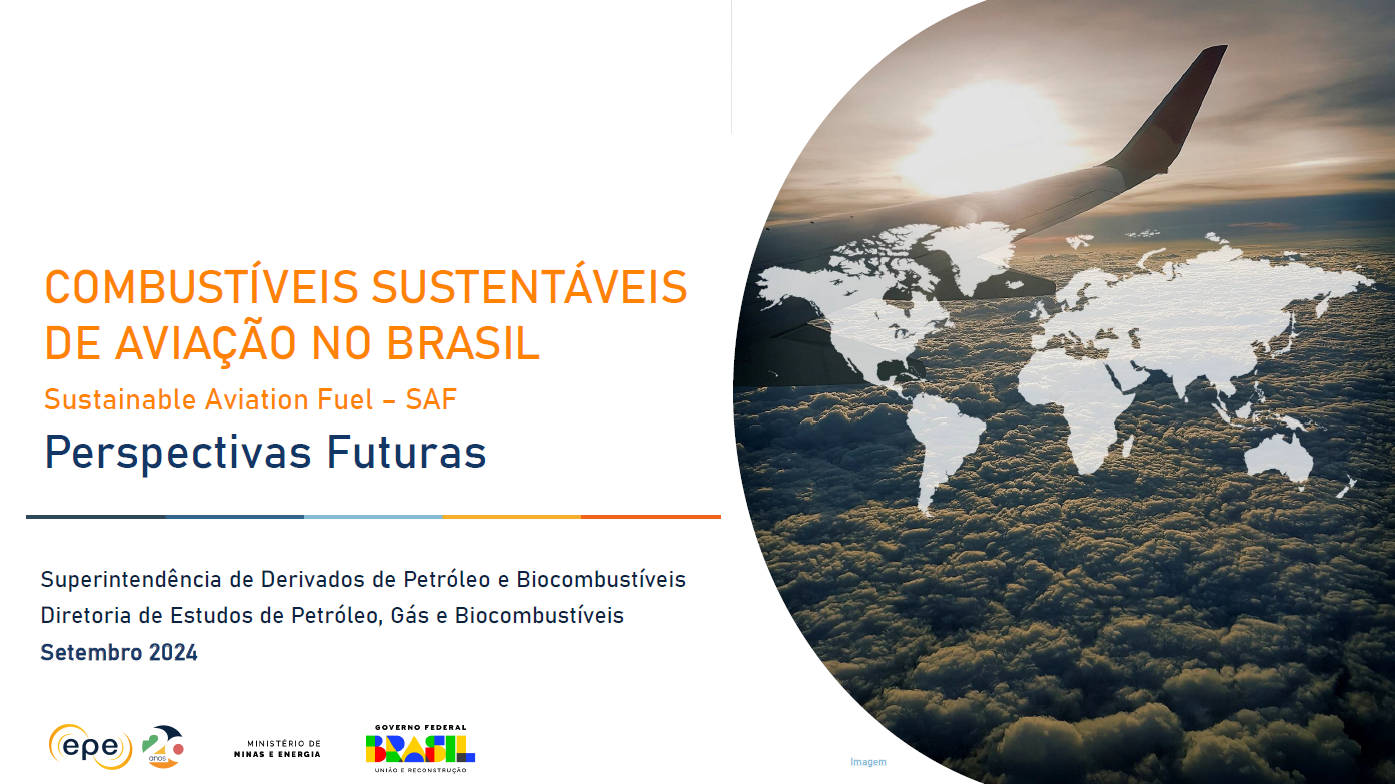 COMBUSTÍVEIS SUSTENTÁVEIS
DE AVIAÇÃO NO BRASIL
Sustainable Aviation Fuel – SAF
Perspectivas Futuras
Superintendência de Derivados de Petróleo e Biocombustíveis
Diretoria de Estudos de Petróleo, Gás e Biocombustíveis
Setembro 2024
epe
20 anos
MINISTÉRIO DE
MINAS E ENERGIA
GOVERNO FEDERAL
BRASIL
UNIÃO E RECONSTRUÇÃO
Imagem